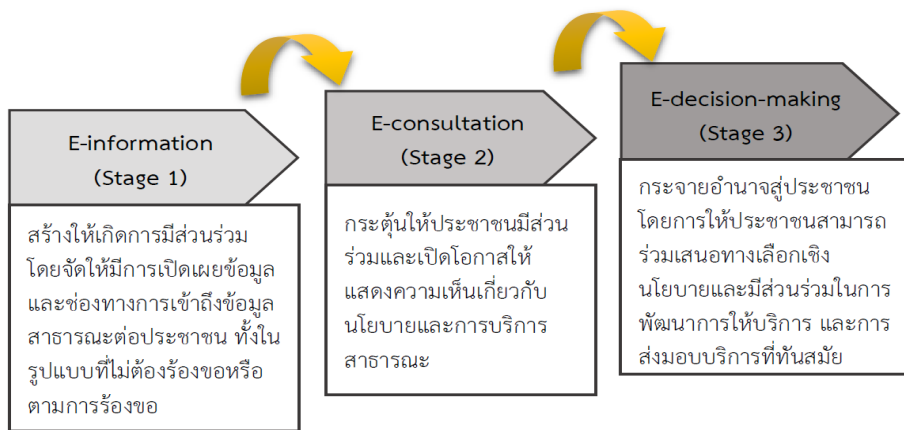 E-information
(Stage 1)
สร้างให้เกิดการมีส่วนร่วม
โดยจัดให้มีการเปิดเผยข้อมูล
และช่องทางการเข้าถึงข้อมูล
สาธารณะต่อประชาชน ทั้งใน
รูปแบบที่ไม่ต้องร้องขอหรือ
ตามการร้องขอ
E-consultation
(Stage 2)
กระตุ้นให้ประชาชนมีส่วน
ร่วมและเปิดโอกาสให้
แสดงความเห็นเกี่ยวกับ
นโยบายและการบริการ
สาธารณะ
E-decision-making
(Stage 3)
กระจายอำนาจสู่ประชาชน
โดยการให้ประชาชนสามารถ
ร่วมเสนอทางเลือกเชิง
นโยบายและมีส่วนร่วมในการ
พัฒนาการให้บริการ และการ
ส่งมอบบริการที่ทันสมัย